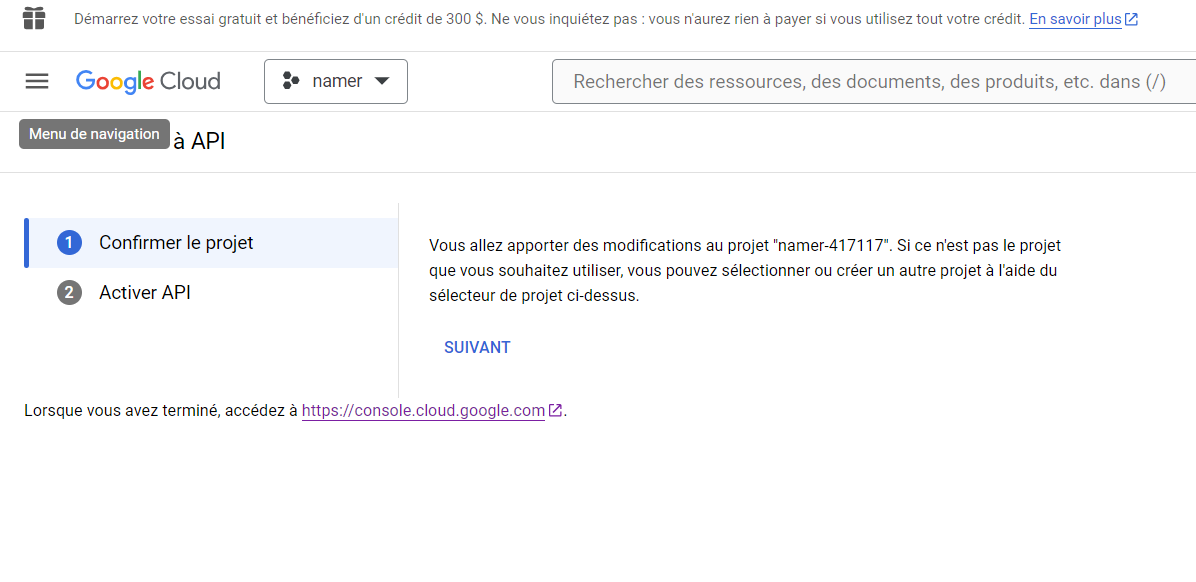 Démarrez votre essai gratuit et bénéficiez d'un crédit de 300 $. Ne vous inquiétez pas : vous n'aurez rien à payer si vous utilisez tout votre crédit. En savoir plus
Google Cloud
namer
Rechercher des ressources, des documents, des produits, etc. dans (/)
Menu de navigation
à API
1 Confirmer le projet
2 Activer API
Vous allez apporter des modifications au projet "namer-417117". Si ce n'est pas le projet
que vous souhaitez utiliser, vous pouvez sélectionner ou créer un autre projet à l'aide du
sélecteur de projet ci-dessus.
SUIVANT
Lorsque vous avez terminé, accédez à https://console.cloud.google.com.